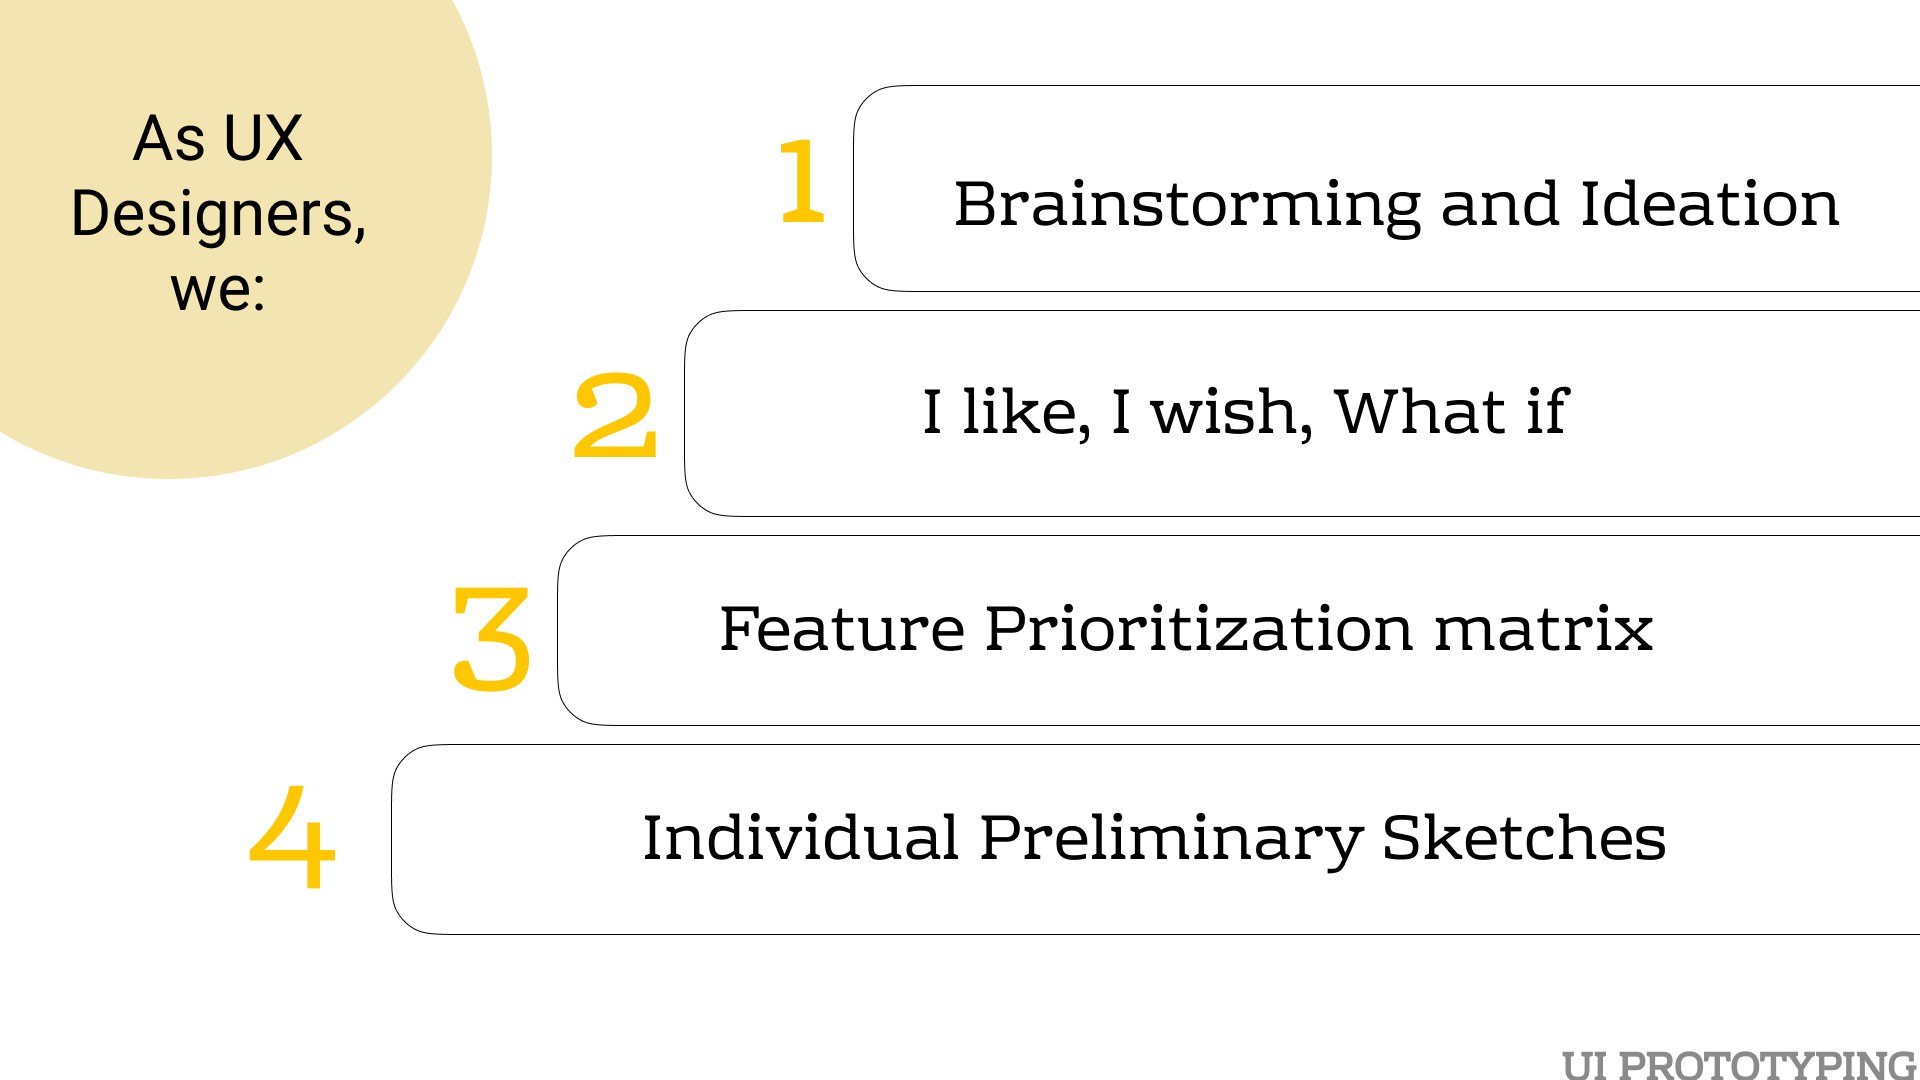 As UX
Designers,
we:
1
Brainstorming and Ideation
2
I like, I wish, What if
3
Feature Prioritization matrix
4
Individual Preliminary Sketches
UI PROTOTYPING